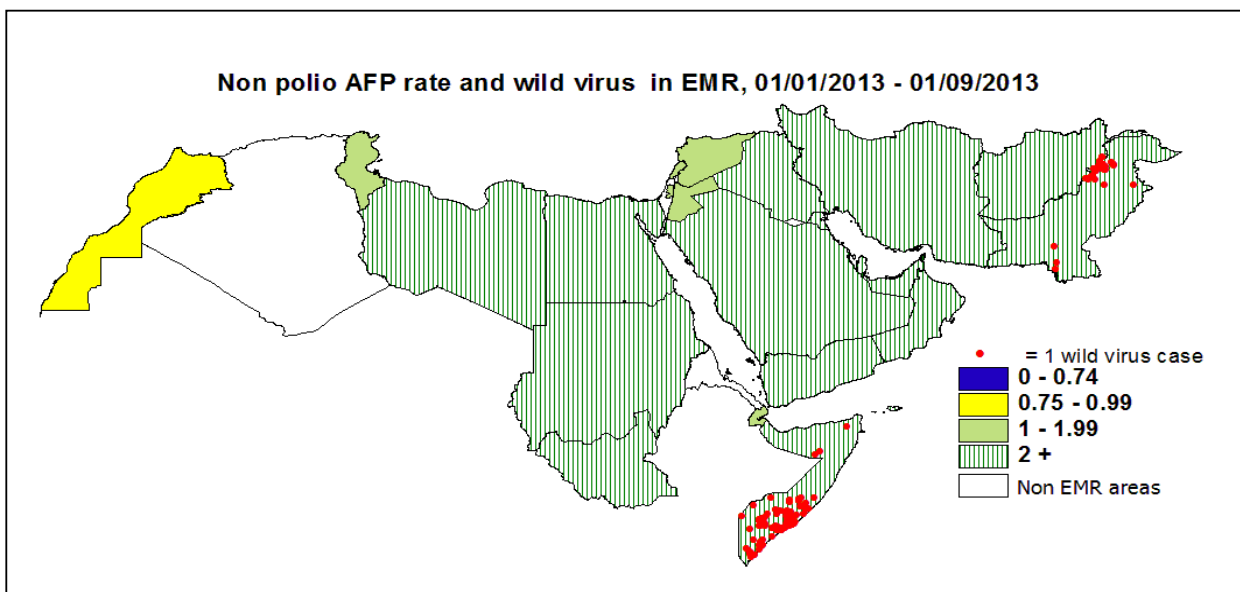 Non polio AFP rate and wild virus in EMR, 01/01/2013 - 01/09/2013
= 1 wild virus case
0 - 0.74
0.75 - 0.99
1 - 1.99
2 +
Non EMR areas